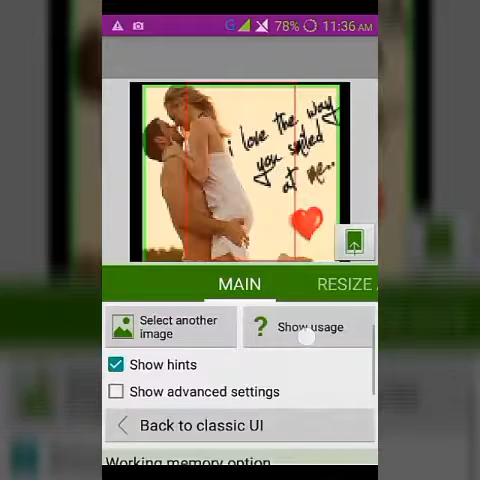 78% 11:36 AM
i love the way
you smiled
at me..
MAIN RESIZE
Select another
image
? Show usage
Show hints
Show advanced settings
Back to classic UI
Working memory option